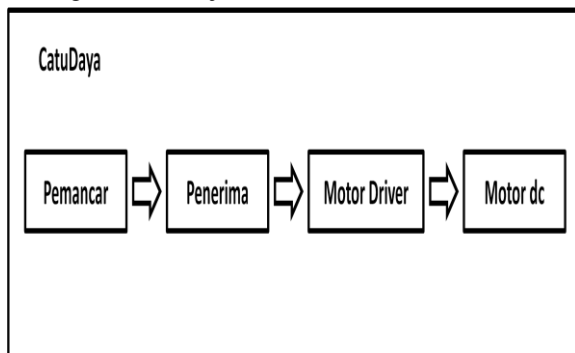 CatuDaya
Pemancar
Penerima
Motor Driver
Motor dc